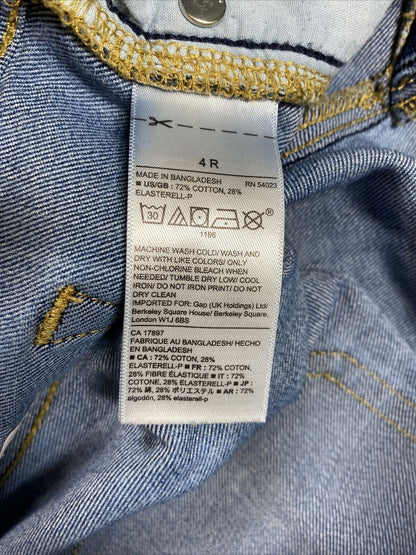 4 R
MADE IN BANGLADESH RN 54023
■ US/GB : 72% COTTON, 28%
ELASTERELL-P
30
1166
MACHINE WASH COLD/ WASH AND
DRY WITH LIKE COLORS/ ONLY
NON-CHLORINE BLEACH WHEN
NEEDED/ TUMBLE DRY LOW/ COOL
IRON/ DO NOT IRON PRINT/ DO NOT
DRY CLEAN
IMPORTED FOR: Gap (UK Holdings) Ltd/
Berkeley Square House/ Berkeley Square,
London W1J 6BS
CA 17897
FABRIQUE AU BANGLADESH/ HECHO
EN BANGLADESH
■ CA : 72% COTON, 28%
ELASTERELL-P ■ FR : 72% COTON,
28% FIBRE ÉLASTIQUE ■ IT : 72%
COTONE, 28% ELASTERELL-P ■ JP :
72% 綿, 28% ポリエステル ■ AR : 72%
algodón, 28% elasterell-p